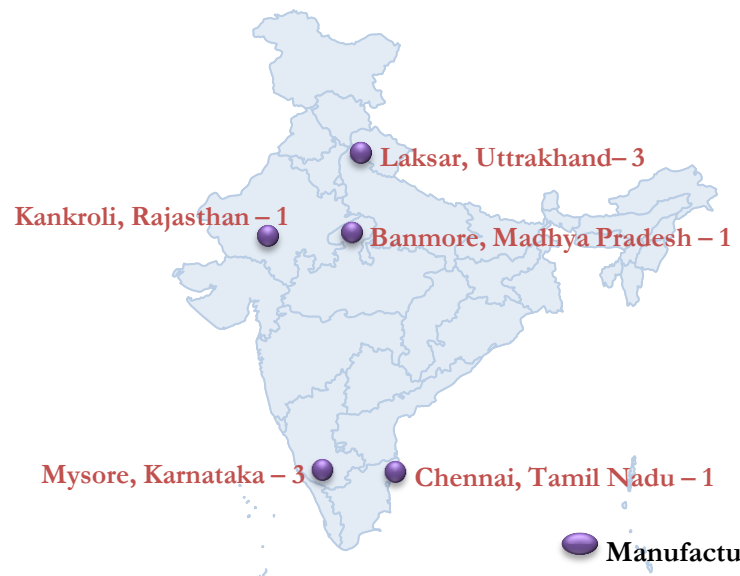 Laksar, Uttrakhand– 3
Kankroli, Rajasthan – 1
Banmore, Madhya Pradesh – 1
Mysore, Karnataka – 3
Chennai, Tamil Nadu – 1
Manufactu